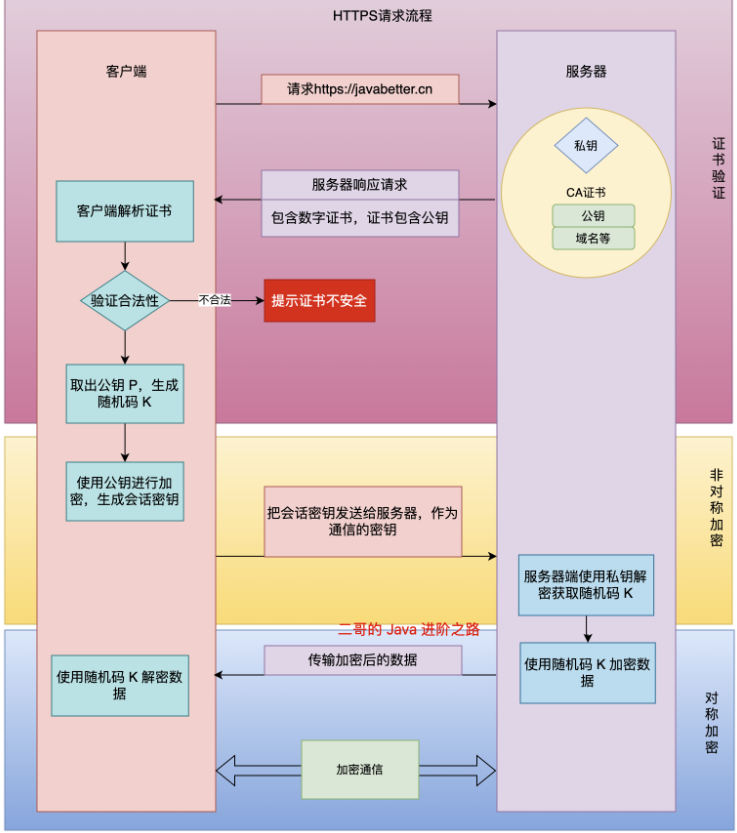 HTTPS请求流程
客户端
服务器
请求https://javabetter.cn
私钥
CA证书
公钥
域名等
证书验证
服务器响应请求
包含数字证书，证书包含公钥
客户端解析证书
验证合法性
不合法
提示证书不安全
取出公钥 P，生成
随机码 K
使用公钥进行加
密，生成会话密钥
非对称加密
把会话密钥发送给服务器，作为
通信的密钥
服务器端使用私钥解
密获取随机码 K
二哥的 Java 进阶之路
传输加密后的数据
使用随机码 K 加密数
据
使用随机码 K 解密数
据
对称加密
加密通信